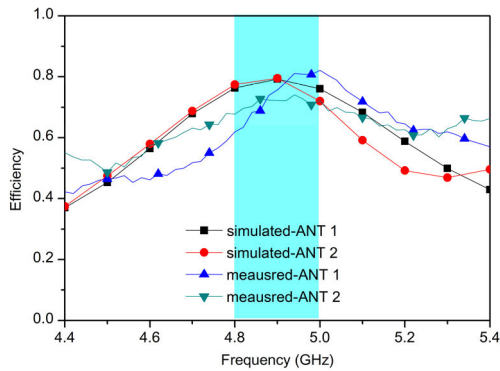 1.0
0.8
0.6
0.4
0.2
0.0
Efficiency
simulated-ANT 1
simulated-ANT 2
meausred-ANT 1
meausred-ANT 2
4.4 4.6 4.8 5.0 5.2 5.4
Frequency (GHz)